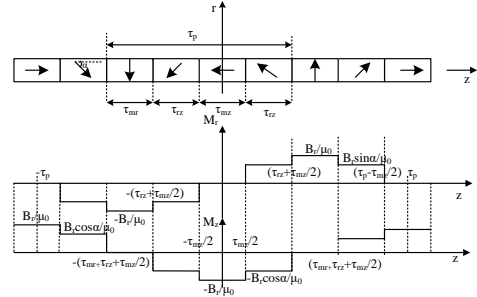 r
τp
α
z
τmr
τrz
τmz
τrz
Mr
Br/μ0
Brsinα/μ0
(τrz+τmz/2)
(τp-τmz/2)
-τp
τp
-(τrz+τmz/2)
z
Br/μ0
-Br/μ0
Brcosα/μ0
Mz
-τmz/2
τmz/2
-(τmr+τrz+τmz/2)
-Brcosα/μ0
(τmr+τrz+τmz/2)
z
-Br/μ0